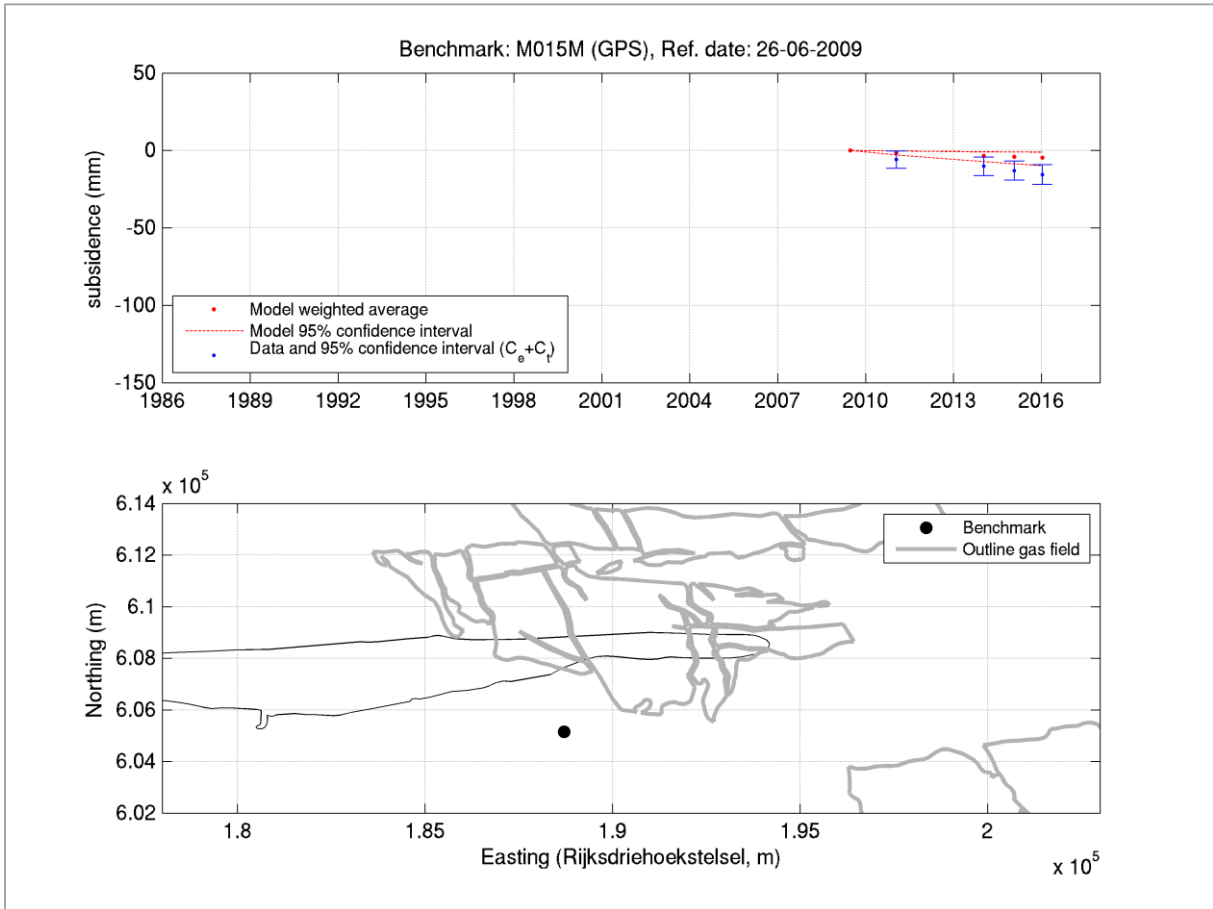 Benchmark: M015M (GPS), Ref. date: 26-06-2009
50
0
-50
-100
-150
subsidence (mm)
Model weighted average
Model 95% confidence interval
Data and 95% confidence interval (C_e+C_t)
1986 1989 1992 1995 1998 2001 2004 2007 2010 2013 2016
x 10^5
6.14
6.12
6.1
6.08
6.06
6.04
6.02
Northing (m)
Benchmark
Outline gas field
1.8 1.85 1.9 1.95 2
Easting (Rijksdriehoekstelsel, m)
x 10^5